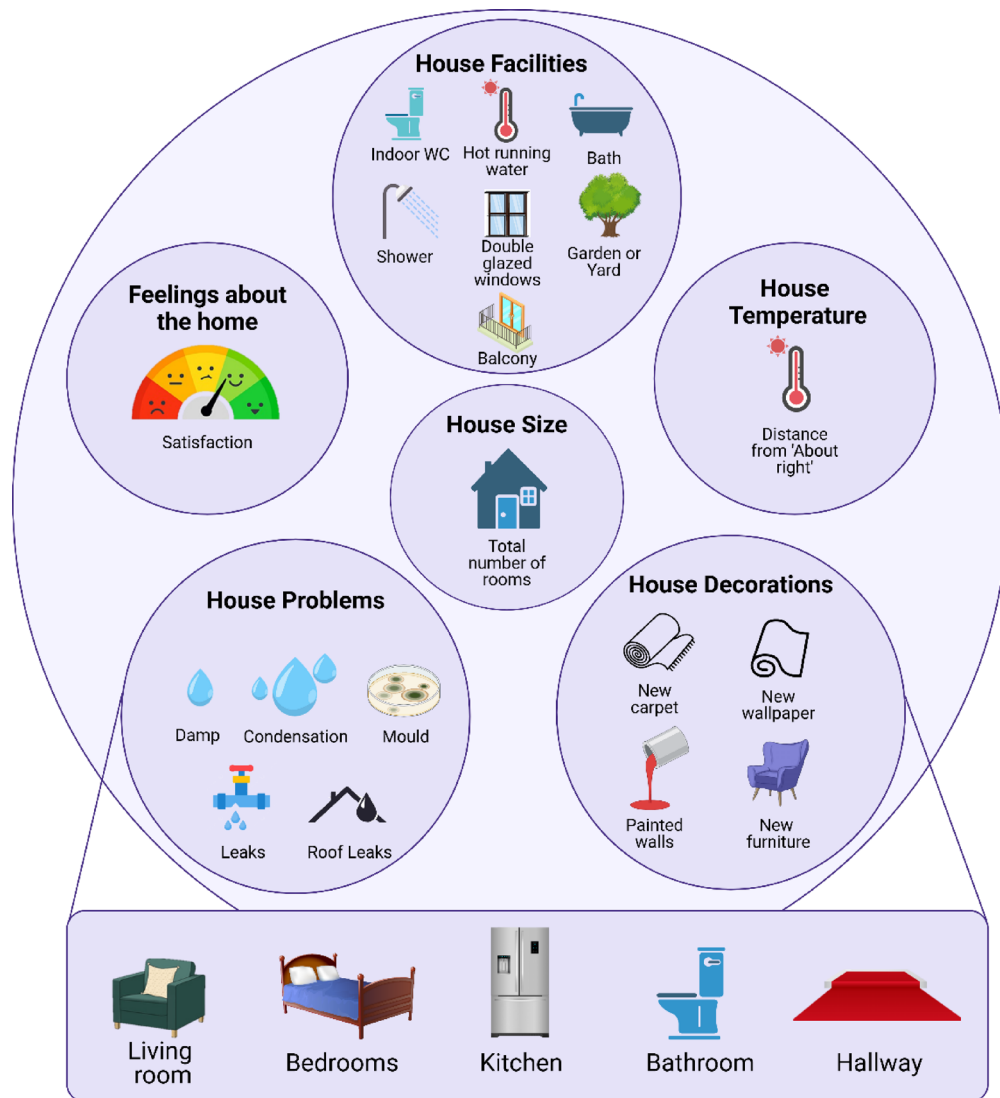 House Facilities
Indoor WC
Hot running
water
Bath
Shower
Double
glazed
windows
Garden or
Yard
Balcony
Feelings about
the home
Satisfaction
House
Temperature
Distance
from 'About
right'
House Size
Total
number of
rooms
House Problems
Damp
Condensation
Mould
Leaks
Roof Leaks
House Decorations
New
carpet
New
wallpaper
Painted
walls
New
furniture
Living
room
Bedrooms
Kitchen
Bathroom
Hallway